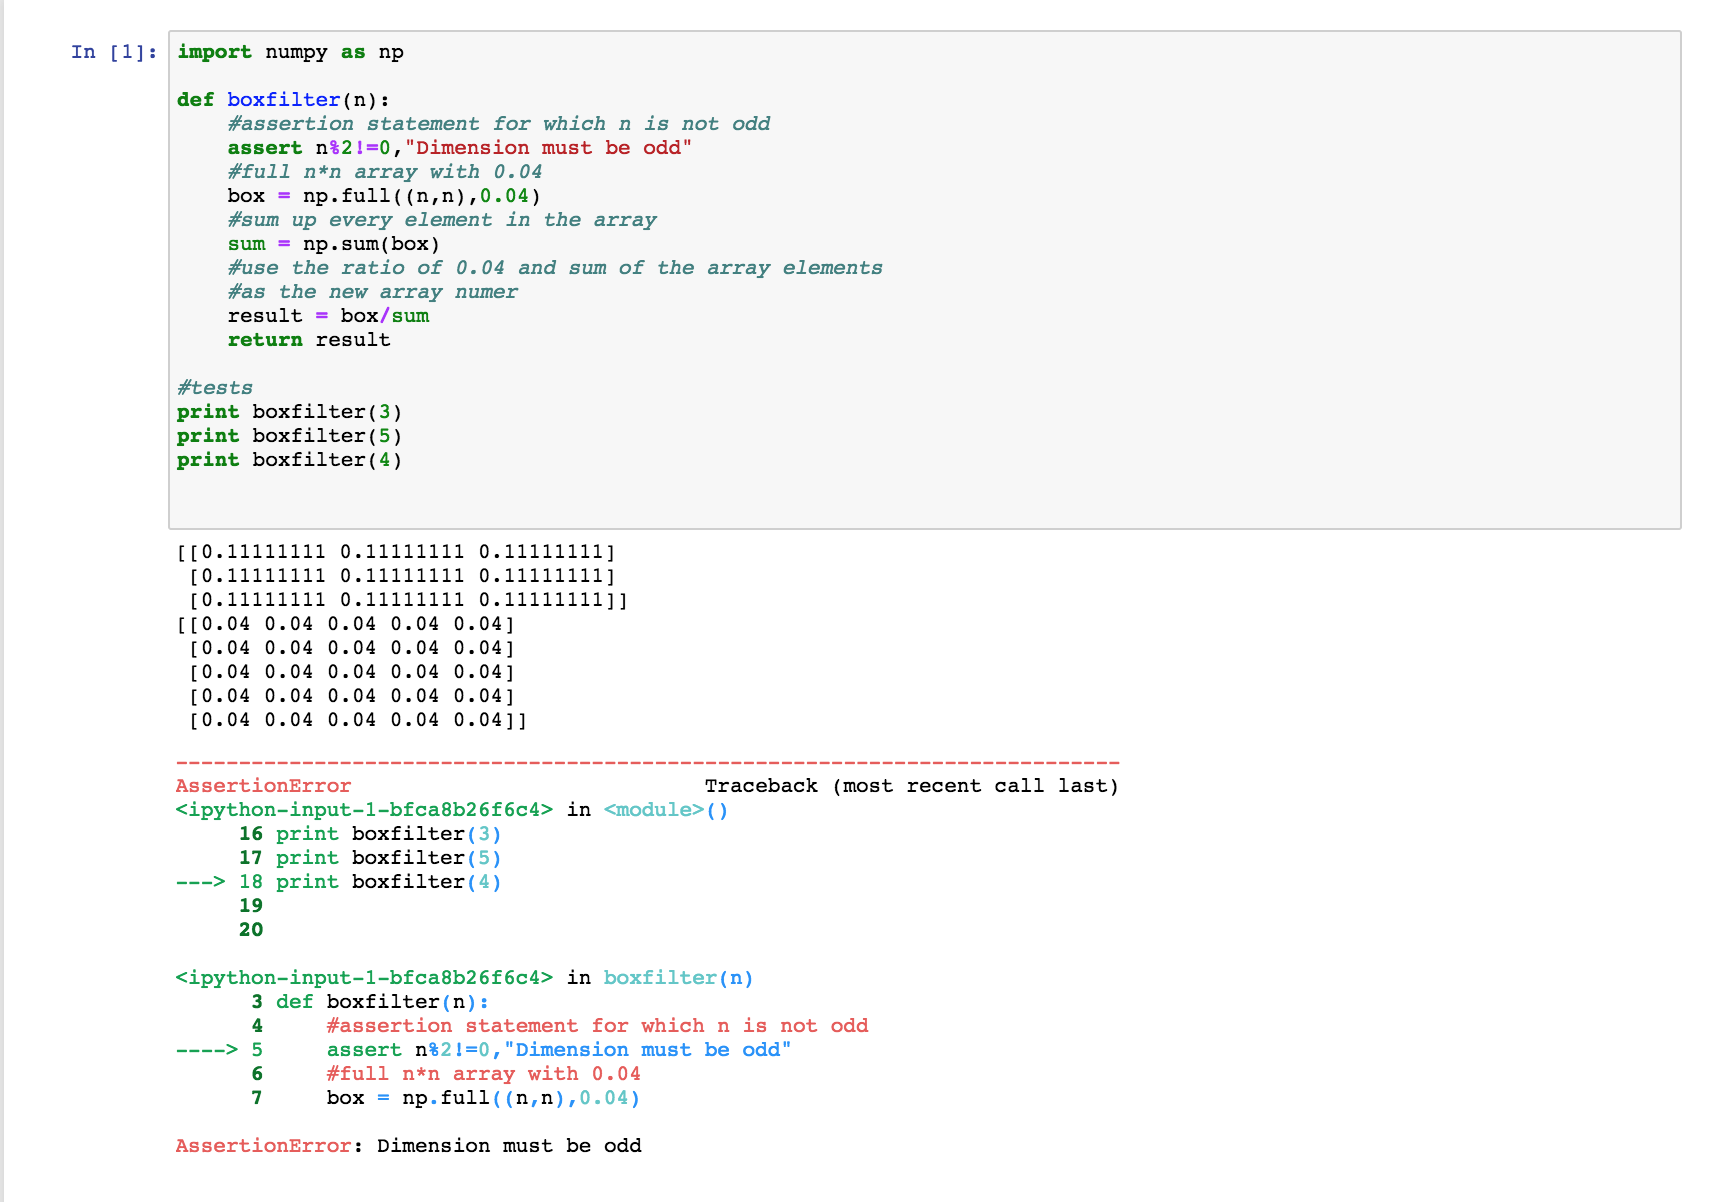 In [1]: import numpy as np
def boxfilter(n):
#assertion statement for which n is not odd
assert n%2!=0,"Dimension must be odd"
#full n*n array with 0.04
box = np.full((n,n),0.04)
#sum up every element in the array
sum = np.sum(box)
#use the ratio of 0.04 and sum of the array elements
#as the new array numer
result = box/sum
return result
#tests
print boxfilter(3)
print boxfilter(5)
print boxfilter(4)
[[0.11111111 0.11111111 0.11111111]
[0.11111111 0.11111111 0.11111111]
[0.11111111 0.11111111 0.11111111]]
[[0.04 0.04 0.04 0.04 0.04]
[0.04 0.04 0.04 0.04 0.04]
[0.04 0.04 0.04 0.04 0.04]
[0.04 0.04 0.04 0.04 0.04]
[0.04 0.04 0.04 0.04 0.04]]
---------------------------------------------------------------------------
AssertionError Traceback (most recent call last)
<ipython-input-1-bfca8b26f6c4> in <module>()
16 print boxfilter(3)
17 print boxfilter(5)
---> 18 print boxfilter(4)
19
20
<ipython-input-1-bfca8b26f6c4> in boxfilter(n)
3 def boxfilter(n):
4 #assertion statement for which n is not odd
----> 5 assert n%2!=0,"Dimension must be odd"
6 #full n*n array with 0.04
7 box = np.full((n,n),0.04)
AssertionError: Dimension must be odd